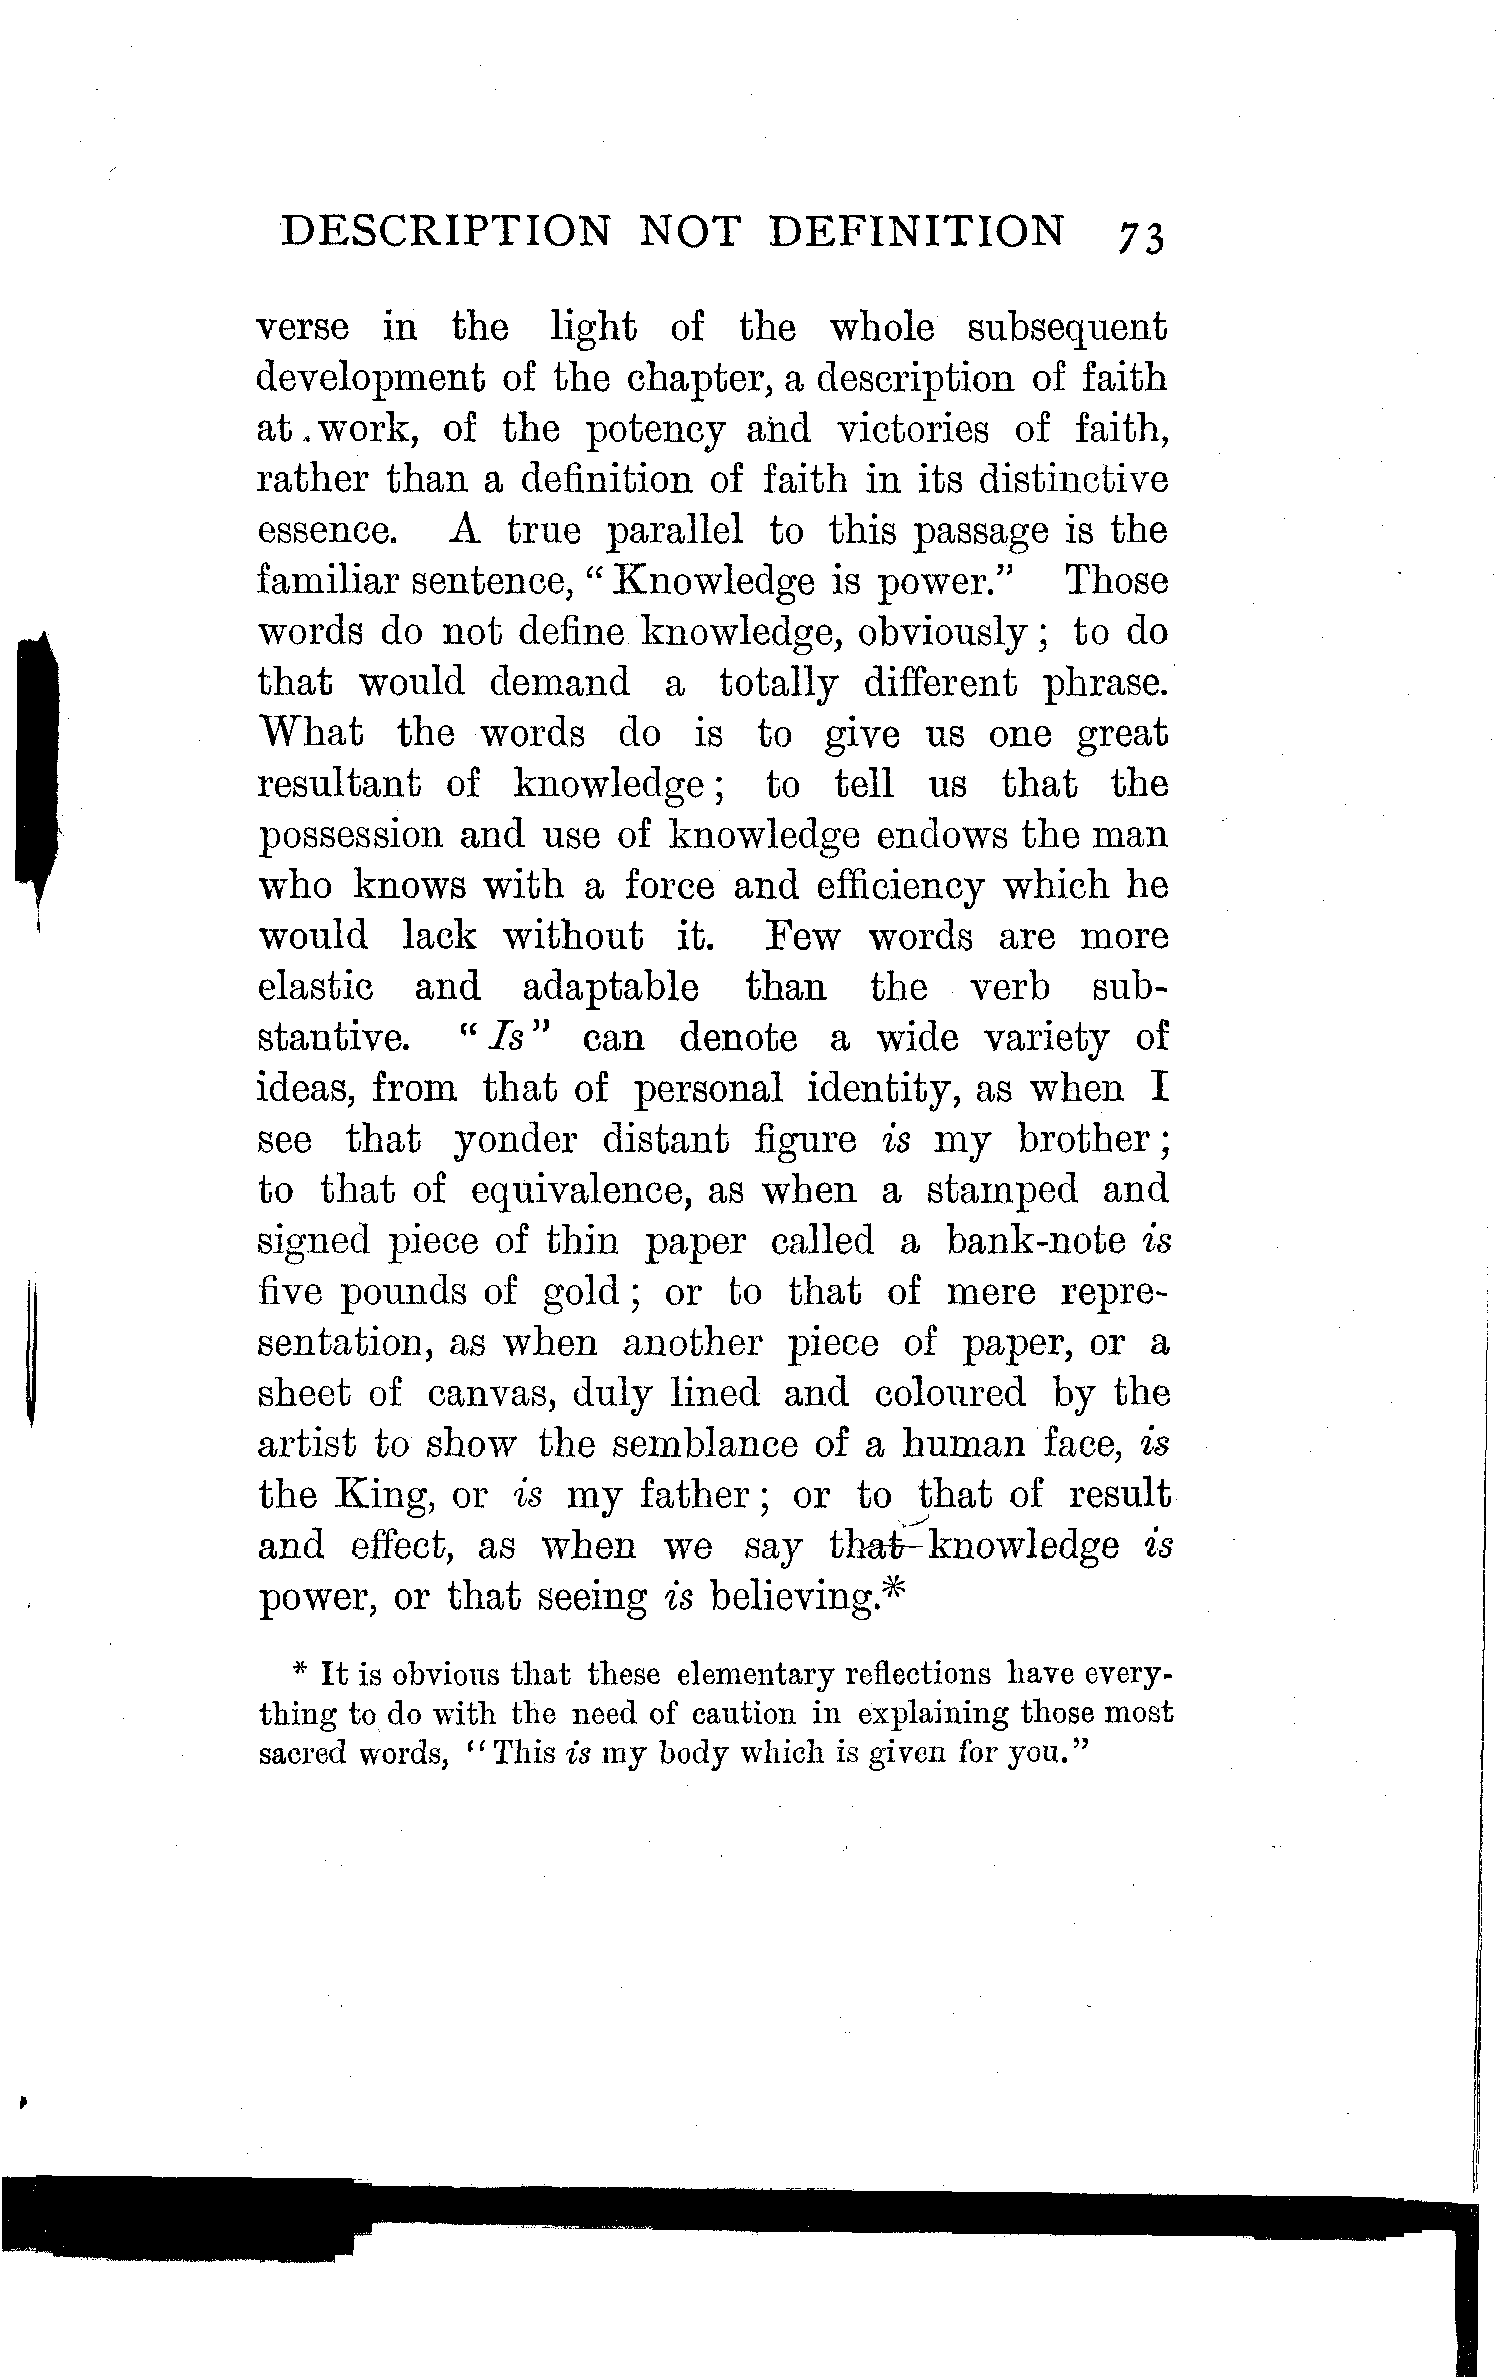 DESCRIPTION NOT DEFINITION 73
verse in the light of the whole subsequent
development of the chapter, a description of faith
at work, of the potency and victories of faith,
rather than a definition of faith in its distinctive
essence. A true parallel to this passage is the
familiar sentence, "Knowledge is power." Those
words do not define knowledge, obviously; to do
that would demand a totally different phrase.
What the words do is to give us one great
resultant of knowledge; to tell us that the
possession and use of knowledge endows the man
who knows with a force and efficiency which he
would lack without it. Few words are more
elastic and adaptable than the verb sub-
stantive. "Is" can denote a wide variety of
ideas, from that of personal identity, as when I
see that yonder distant figure is my brother;
to that of equivalence, as when a stamped and
signed piece of thin paper called a bank-note is
five pounds of gold; or to that of mere repre-
sentation, as when another piece of paper, or a
sheet of canvas, duly lined and coloured by the
artist to show the semblance of a human face, is
the King, or is my father; or to that of result
and effect, as when we say that knowledge is
power, or that seeing is believing.*
* It is obvious that these elementary reflections have every-
thing to do with the need of caution in explaining those most
sacred words, "This is my body which is given for you."